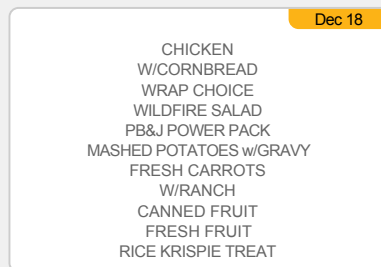 Dec 18
CHICKEN
W/CORNBREAD
WRAP CHOICE
WILDFIRE SALAD
PB&J POWER PACK
MASHED POTATOES w/GRAVY
FRESH CARROTS
W/RANCH
CANNED FRUIT
FRESH FRUIT
RICE KRISPIE TREAT